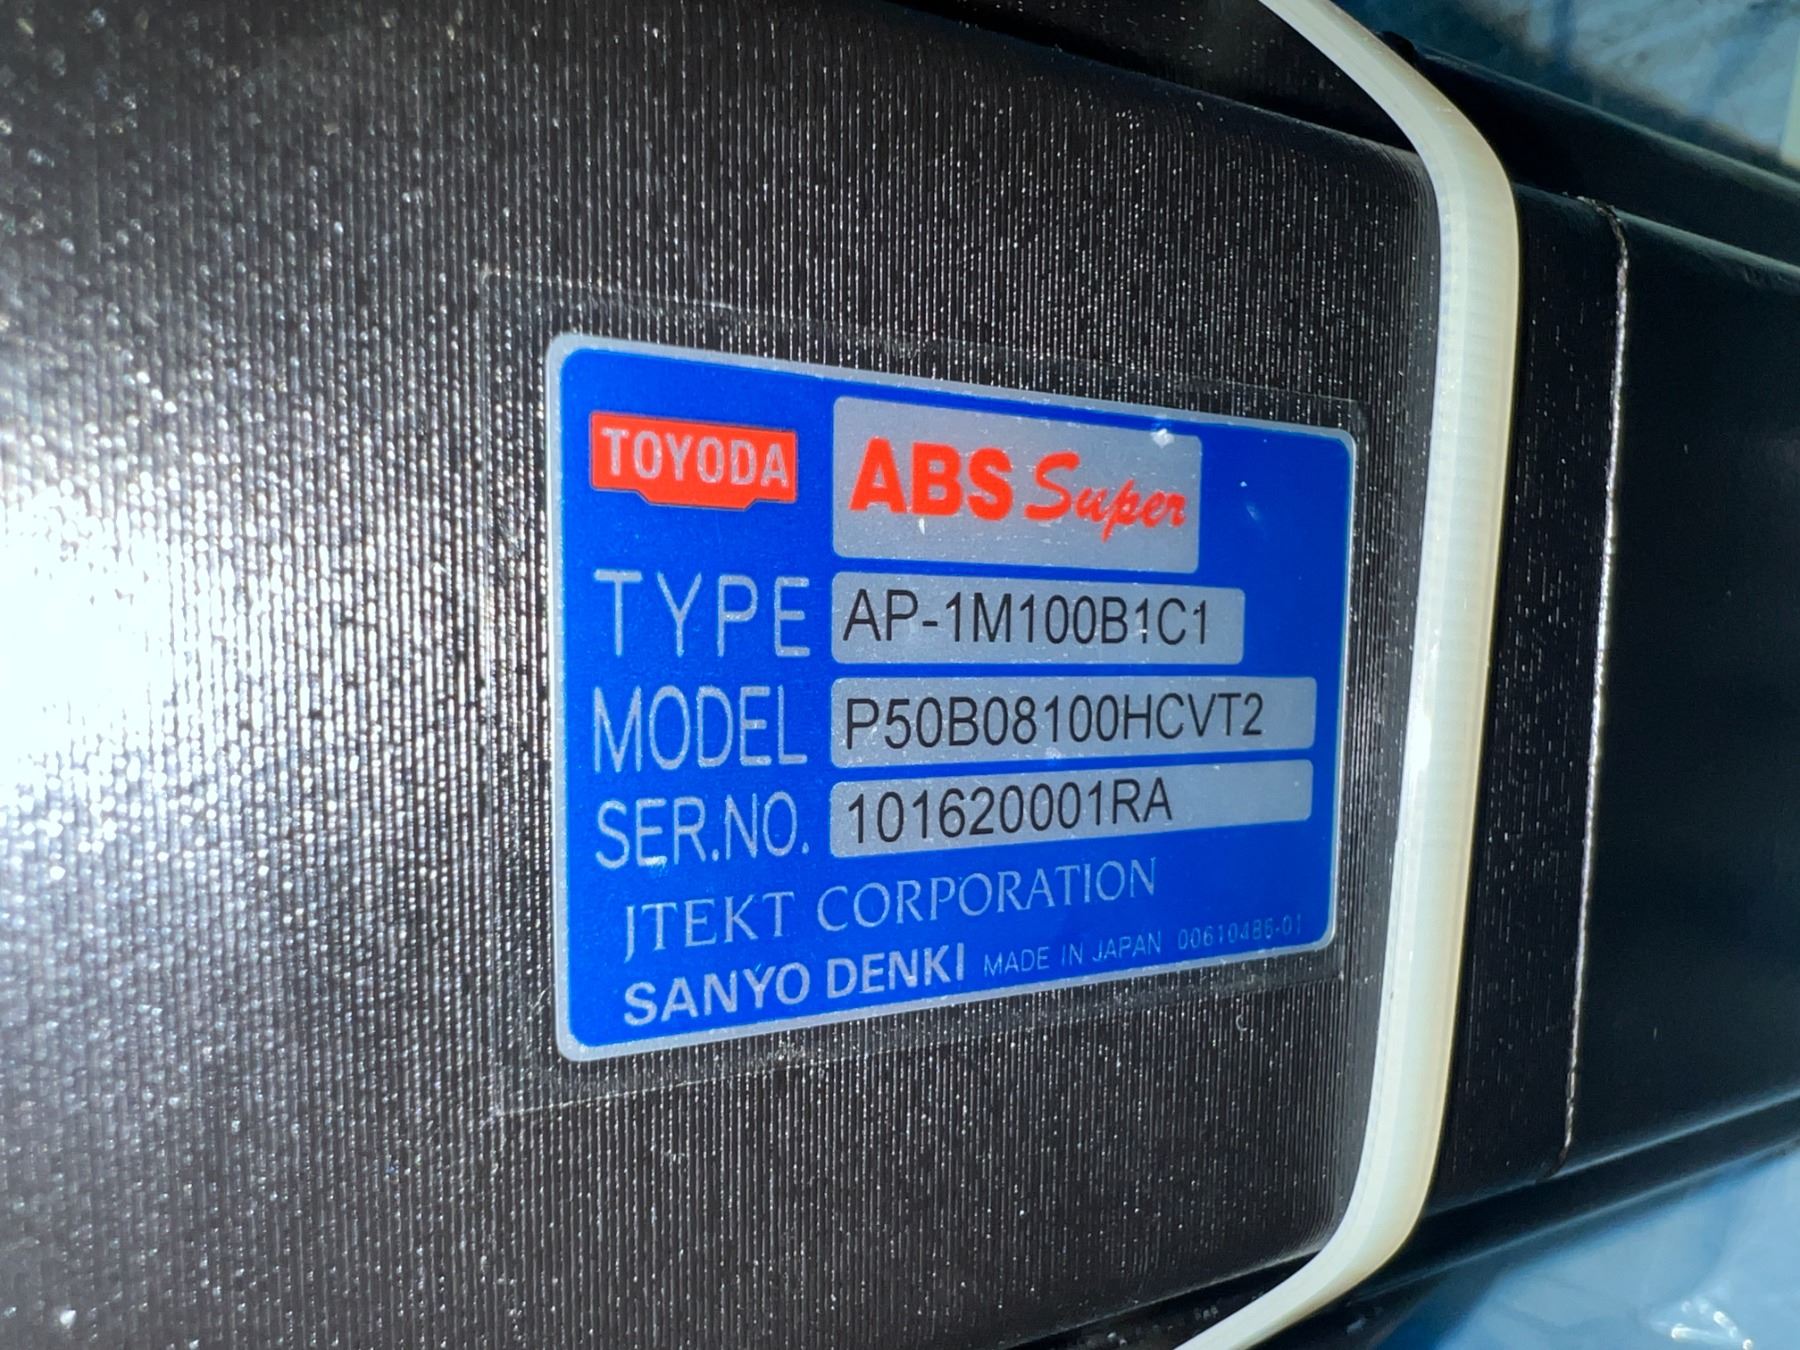 TOYODA ABS Super
TYPE AP-1M100B1C1
MODEL P50B08100HCVT2
SER.NO. 101620001RA
JTEKT CORPORATION
SANYO DENKI MADE IN JAPAN 00610486-01